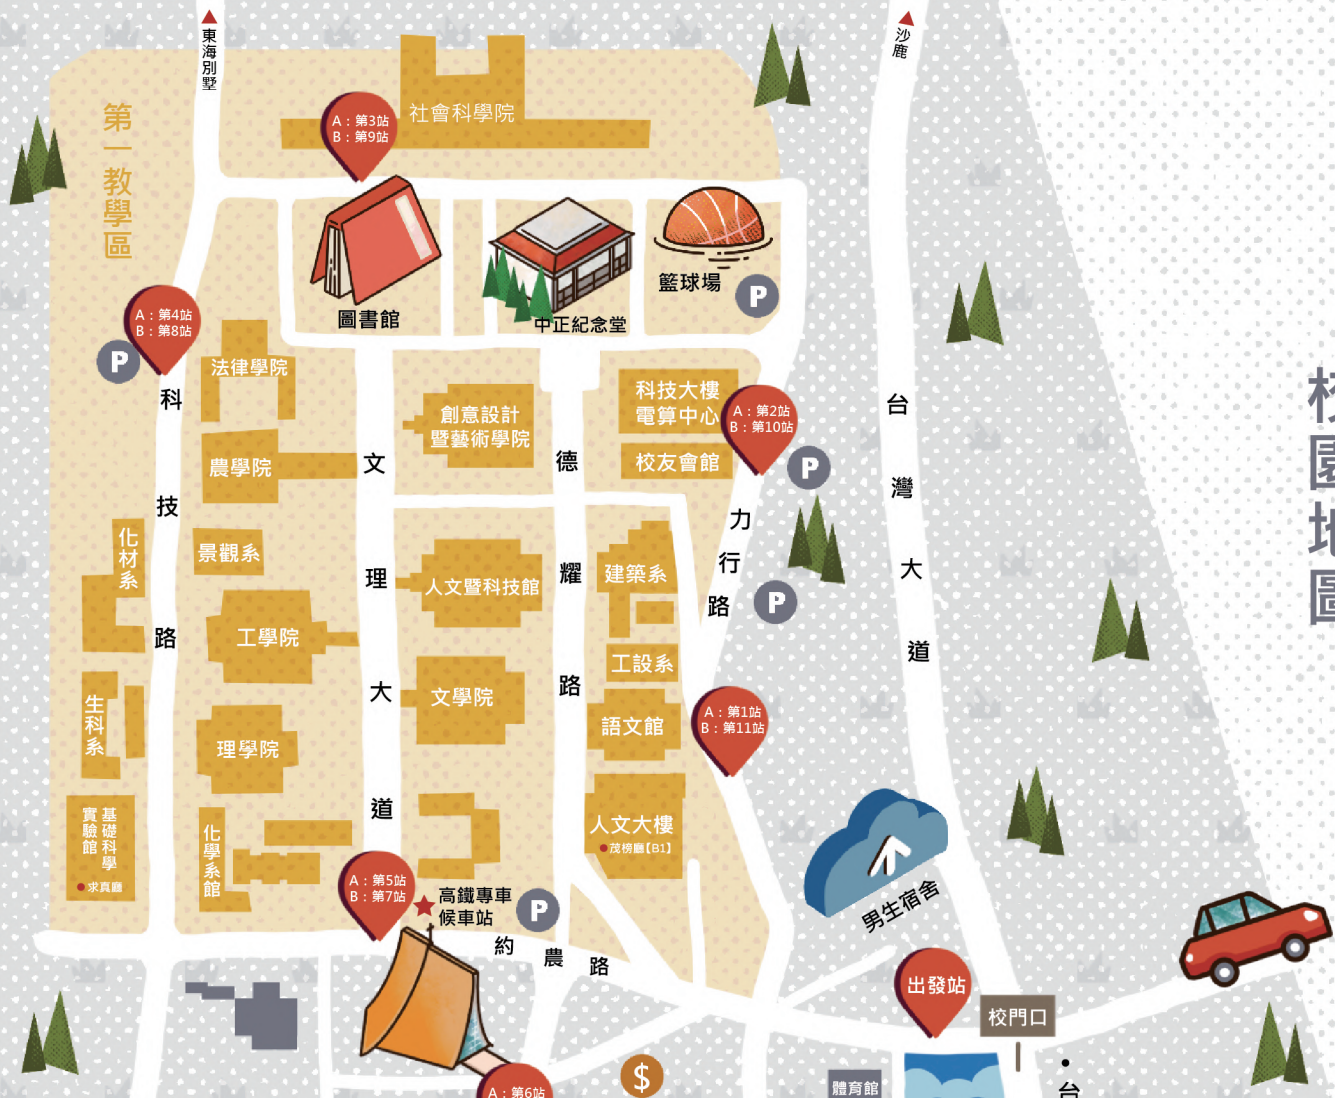 東海別墅
沙鹿
第一教學區
社會科學院
A：第3站
B：第9站
圖書館
中正紀念堂
籃球場
P
A：第4站
B：第8站
P
法律學院
科技路
文理大道
德耀路
力行路
台灣大道
創意設計
暨藝術學院
科技大樓
電算中心
A：第2站
B：第10站
校友會館
P
農學院
化材系
景觀系
人文暨科技館
建築系
P
工學院
工設系
生科系
文學院
語文館
A：第1站
B：第11站
理學院
基礎科學
實驗館
求真廳
化學系館
人文大樓
茂榜廳【B1】
A：第5站
B：第7站
高鐵專車
候車站
P
約農路
男生宿舍
出發站
校門口
體育館
$
A：第6站
台
校園地圖